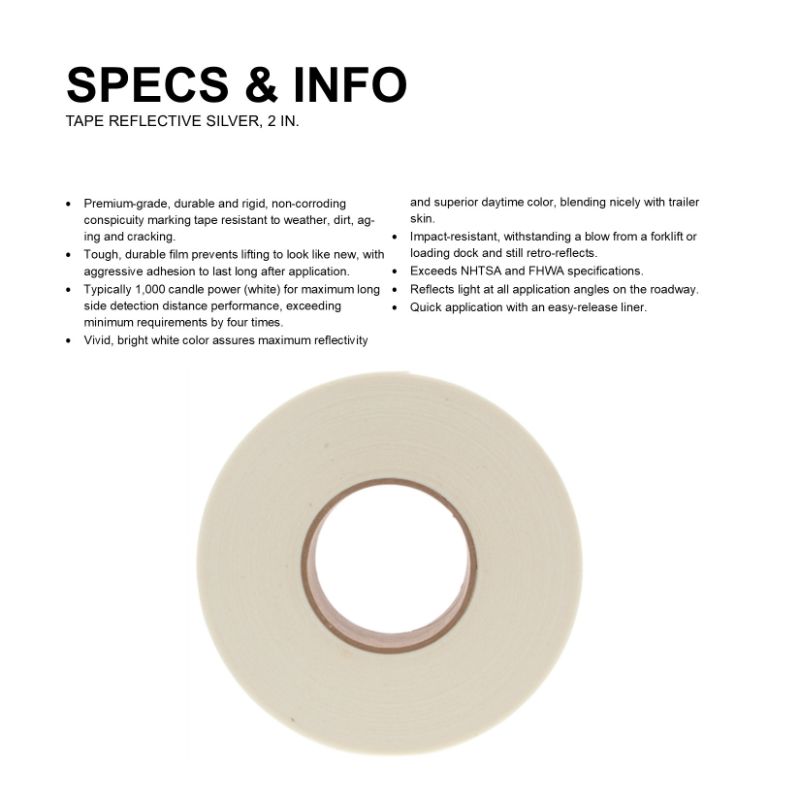 SPECS & INFO
TAPE REFLECTIVE SILVER, 2 IN.
• Premium-grade, durable and rigid, non-corroding
conspicuity marking tape resistant to weather, dirt, ag-
ing and cracking.
• Tough, durable film prevents lifting to look like new, with
aggressive adhesion to last long after application.
• Typically 1,000 candle power (white) for maximum long
side detection distance performance, exceeding
minimum requirements by four times.
• Vivid, bright white color assures maximum reflectivity
and superior daytime color, blending nicely with trailer
skin.
• Impact-resistant, withstanding a blow from a forklift or
loading dock and still retro-reflects.
• Exceeds NHTSA and FHWA specifications.
• Reflects light at all application angles on the roadway.
• Quick application with an easy-release liner.